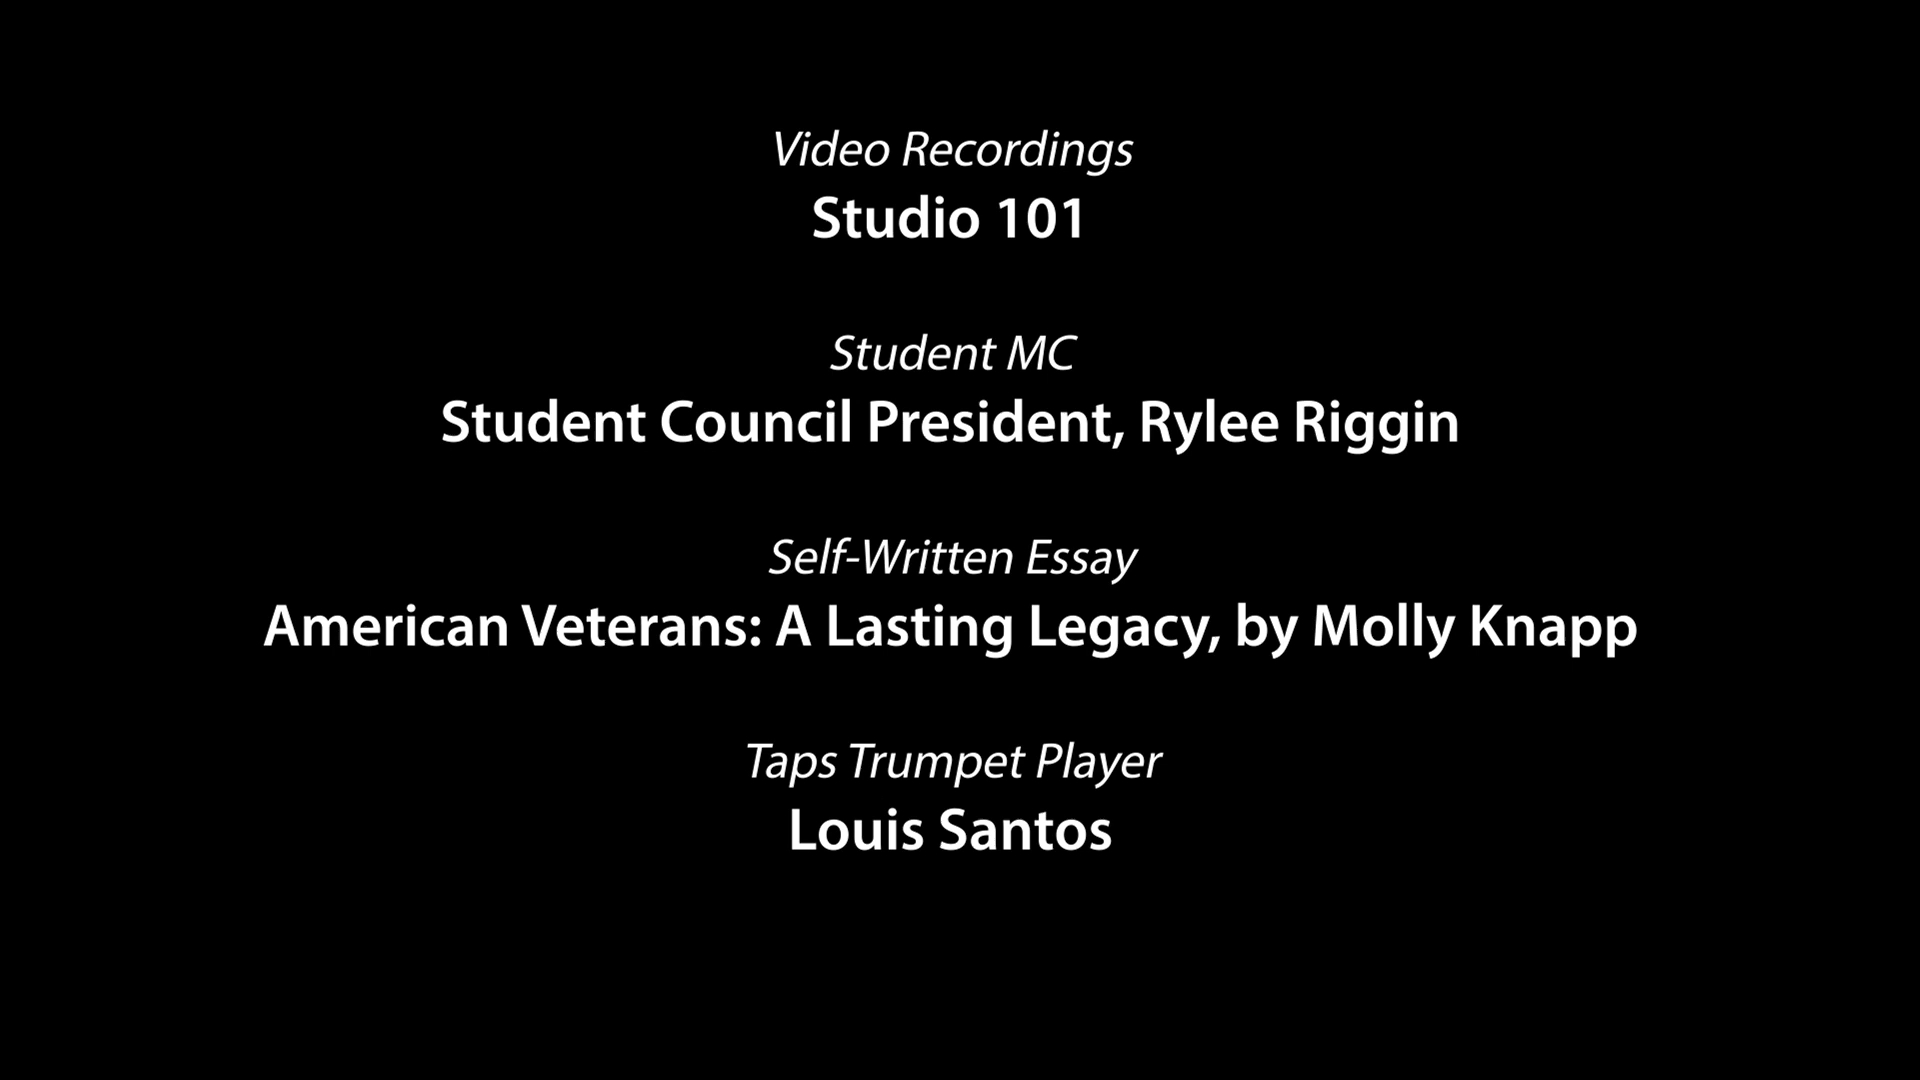 Video Recordings
Studio 101
Student MC
Student Council President, Rylee Riggin
Self-Written Essay
American Veterans: A Lasting Legacy, by Molly Knapp
Taps Trumpet Player
Louis Santos